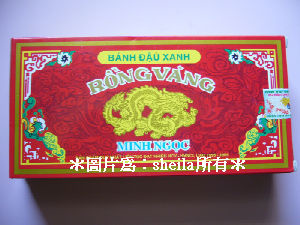 BÁNH ĐẬU XANH
RỒNG VÀNG
MINH NGỌC
※圖片為:sheila所有※